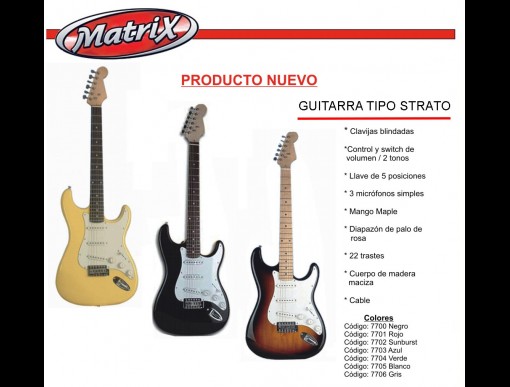 Matrix
PRODUCTO NUEVO
GUITARRA TIPO STRATO
* Clavijas blindadas
*Control y switch de
volumen / 2 tonos
* Llave de 5 posiciones
* 3 micrófonos simples
* Mango Maple
* Diapazón de palo de
rosa
* 22 trastes
* Cuerpo de madera
maciza
* Cable
Colores
Código: 7700 Negro
Código: 7701 Rojo
Código: 7702 Sunburst
Código: 7703 Azul
Código: 7704 Verde
Código: 7705 Blanco
Código: 7706 Gris